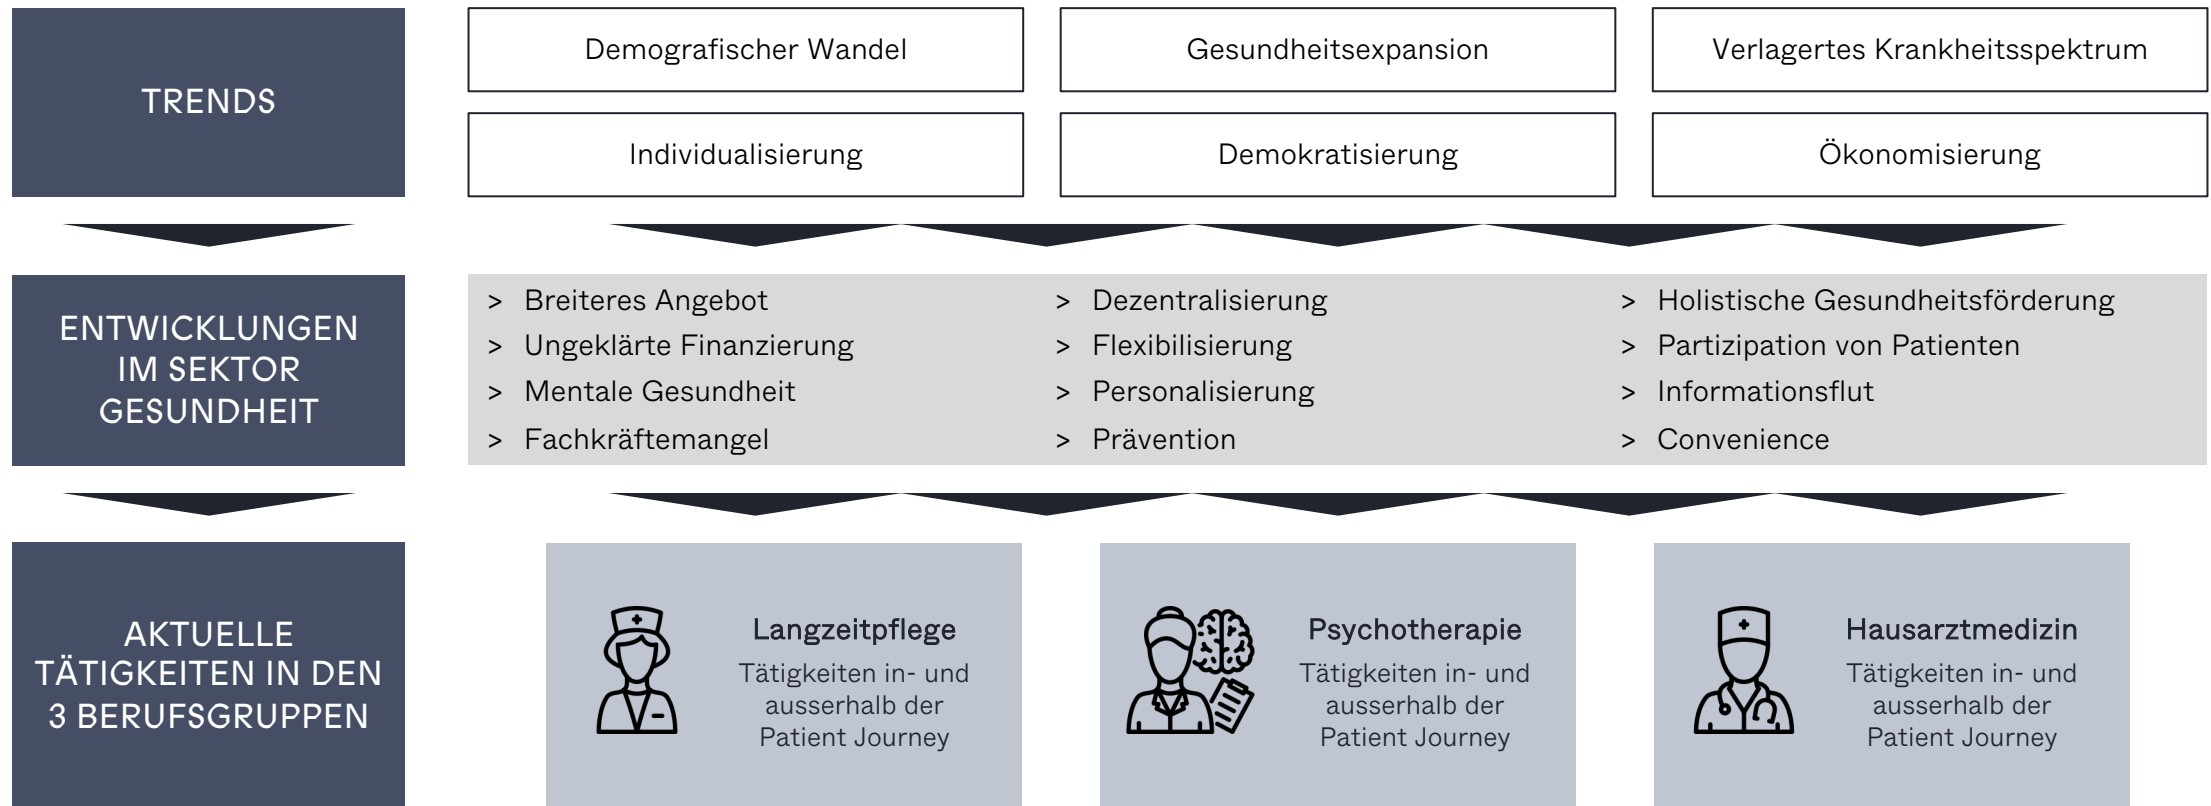 TRENDS
Demografischer Wandel
Gesundheitsexpansion
Verlagertes Krankheitsspektrum
Individualisierung
Demokratisierung
Ökonomisierung
ENTWICKLUNGEN
IM SEKTOR
GESUNDHEIT
> Breiteres Angebot
> Ungeklärte Finanzierung
> Mentale Gesundheit
> Fachkräftemangel
> Dezentralisierung
> Flexibilisierung
> Personalisierung
> Prävention
> Holistische Gesundheitsförderung
> Partizipation von Patienten
> Informationsflut
> Convenience
AKTUELLE
TÄTIGKEITEN IN DEN
3 BERUFSGRUPPEN
Langzeitpflege
Tätigkeiten in- und
ausserhalb der
Patient Journey
Psychotherapie
Tätigkeiten in- und
ausserhalb der
Patient Journey
Hausarztmedizin
Tätigkeiten in- und
ausserhalb der
Patient Journey